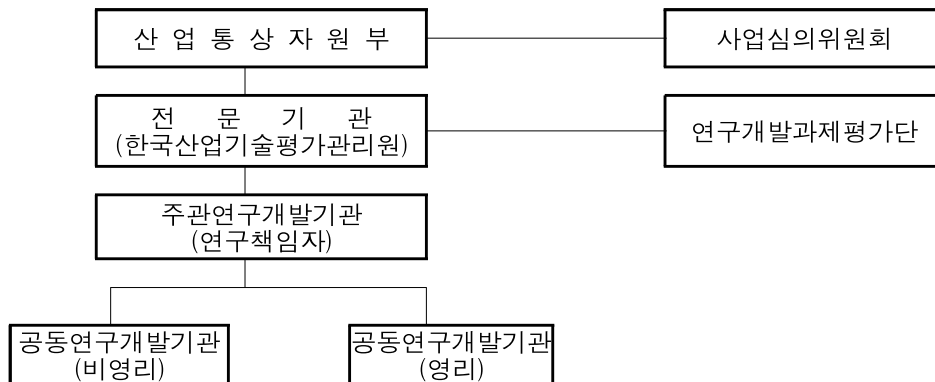 산 업 통 상 자 원 부
사업심의위원회
전 문 기 관
(한국산업기술평가관리원)
연구개발과제평가단
주관연구개발기관
(연구책임자)
공동연구개발기관
(비영리)
공동연구개발기관
(영리)